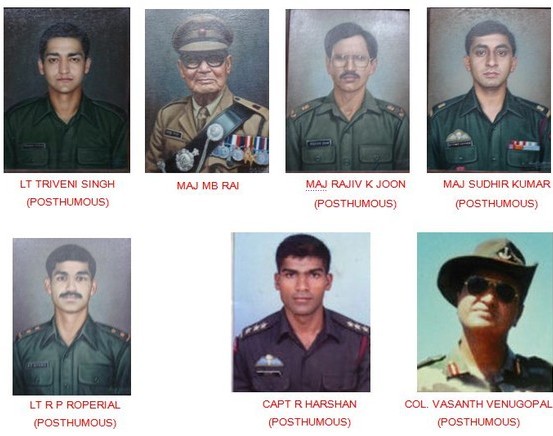 LT TRIVENI SINGH
(POSTHUMOUS)
MAJ MB RAI
MAJ RAJIV K JOON
(POSTHUMOUS)
MAJ SUDHIR KUMAR
(POSTHUMOUS)
LT R P ROPERIAL
(POSTHUMOUS)
CAPT R HARSHAN
(POSTHUMOUS)
COL. VASANTH VENUGOPAL
(POSTHUMOUS)